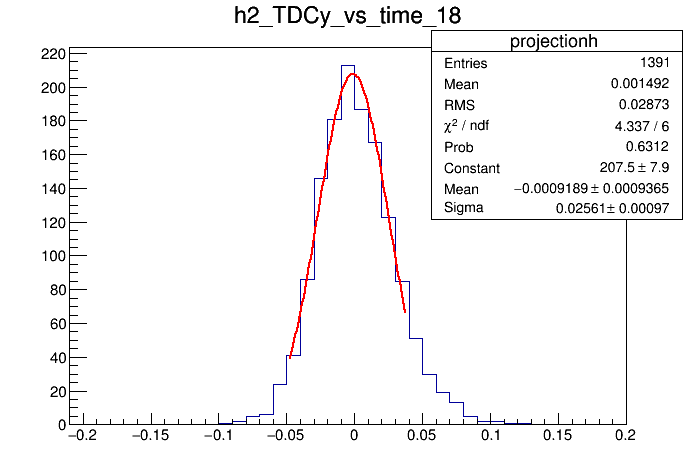 h2_TDCy_vs_time_18
projectionh
Entries 1391
Mean 0.001492
RMS 0.02873
χ² / ndf 4.337 / 6
Prob 0.6312
Constant 207.5 ± 7.9
Mean −0.0009189 ± 0.0009365
Sigma 0.02561 ± 0.00097
220
200
180
160
140
120
100
80
60
40
20
0
−0.2 −0.15 −0.1 −0.05 0 0.05 0.1 0.15 0.2